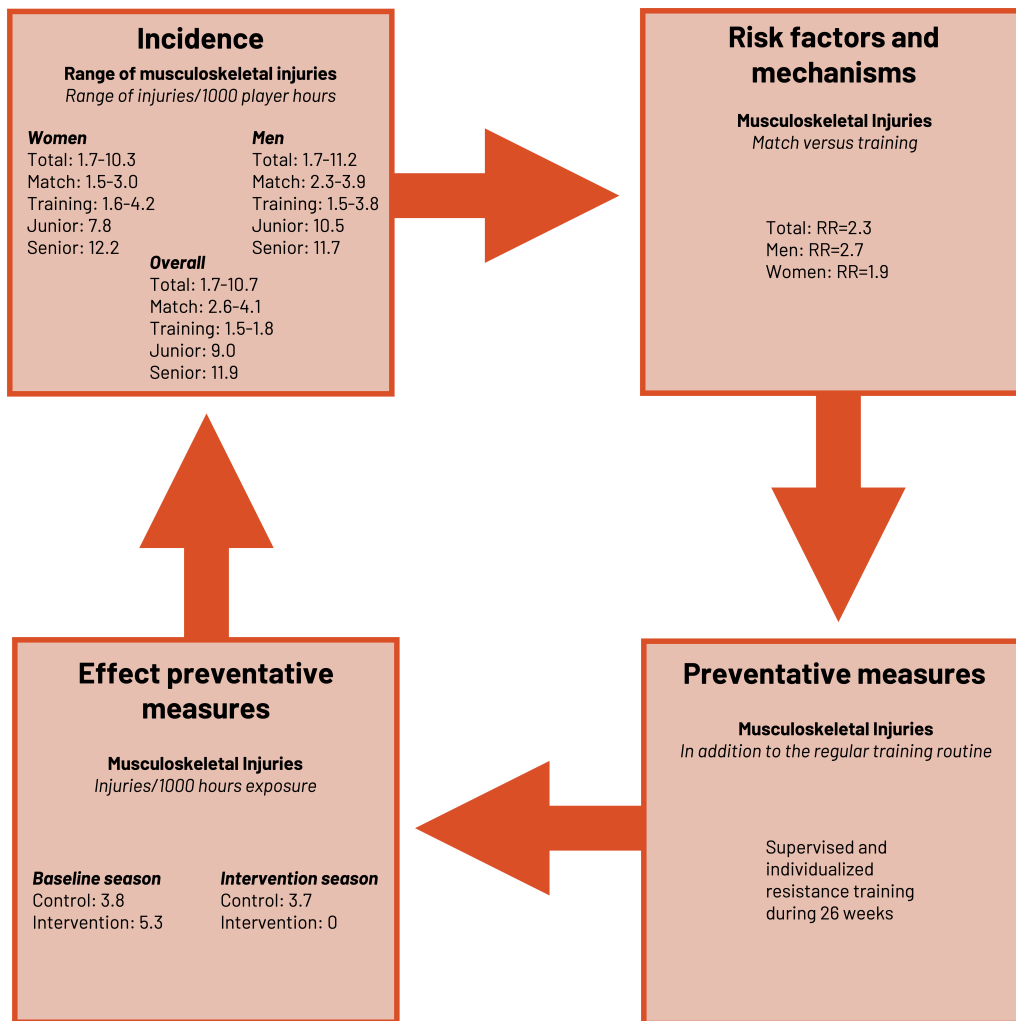 Incidence
Range of musculoskeletal injuries
Range of injuries/1000 player hours
Women
Total: 1.7-10.3
Match: 1.5-3.0
Training: 1.6-4.2
Junior: 7.8
Senior: 12.2
Men
Total: 1.7-11.2
Match: 2.3-3.9
Training: 1.5-3.8
Junior: 10.5
Senior: 11.7
Overall
Total: 1.7-10.7
Match: 2.6-4.1
Training: 1.5-1.8
Junior: 9.0
Senior: 11.9
Risk factors and
mechanisms
Musculoskeletal Injuries
Match versus training
Total: RR=2.3
Men: RR=2.7
Women: RR=1.9
Preventative measures
Musculoskeletal Injuries
In addition to the regular training routine
Supervised and
individualized
resistance training
during 26 weeks
Effect preventative
measures
Musculoskeletal Injuries
Injuries/1000 hours exposure
Baseline season
Control: 3.8
Intervention: 5.3
Intervention season
Control: 3.7
Intervention: 0